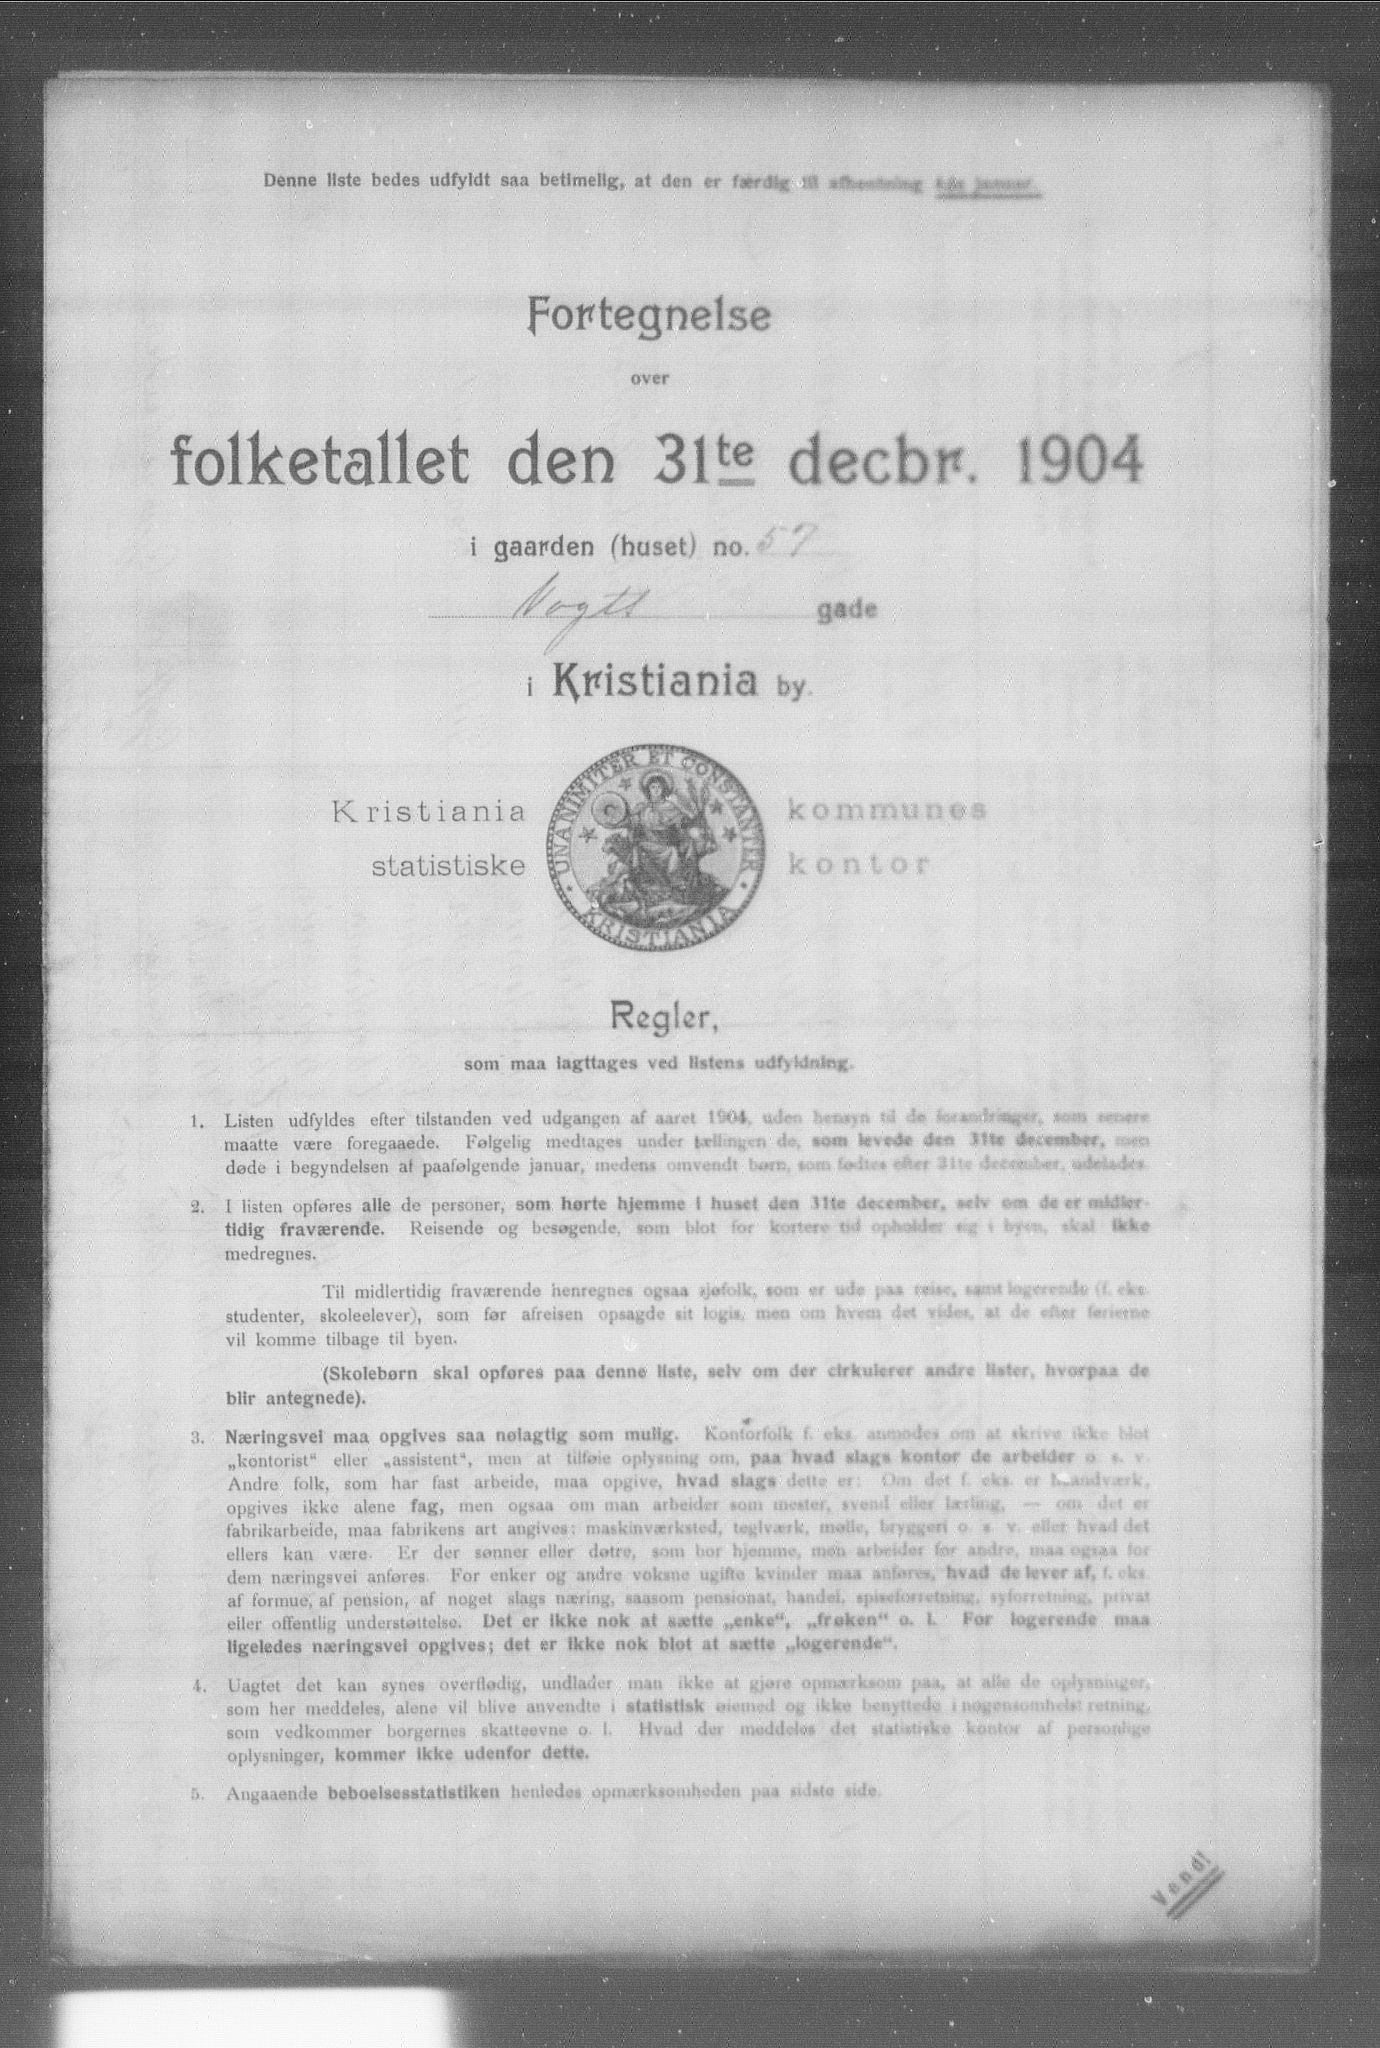 Denne liste bedes udfyldt saa betimelig, at den er færdig til afhentning januar.
Fortegnelse
over
folketallet den 31te decbr. 1904
i gaarden (huset) no. 57
Vogts gade
i Kristiania by.
Kristiania kommunes
statistiske kontor
UNANIMITER ET CONSTANTER
KRISTIANIA
Regler,
som maa iagttages ved listens udfyldning.
1. Listen udfyldes efter tilstanden ved udgangen af aaret 1904, uden hensyn til de forandringer, som senere
maatte være foregaaede. Følgelig medtages under tællingen de, som levede den 31te december, men
døde i begyndelsen af paafølgende januar, medens omvendt børn, som fødtes efter 31te december, udelades.
2. I listen opføres alle de personer, som hørte hjemme i huset den 31te december, selv om de er midler-
tidig fraværende. Reisende og besøgende, som blot for kortere tid opholder sig i byen, skal ikke
medregnes.
Til midlertidig fraværende henregnes ogsaa sjøfolk, som er ude paa reise, samt logerende (f. eks.
studenter, skoleelever), som før afreisen opsagde sit logis, men om hvem det vides, at de efter ferierne
vil komme tilbage til byen.
(Skolebørn skal opføres paa denne liste, selv om der cirkulerer andre lister, hvorpaa de
blir antegnede).
3. Næringsvei maa opgives saa nøiagtig som mulig. Kontorfolk f. eks. anmodes om at skrive ikke blot
„kontorist“ eller „assistent“, men at tilføie oplysning om, paa hvad slags kontor de arbeider o. s. v.
Andre folk, som har fast arbeide, maa opgive, hvad slags dette er: Om det f. eks. er haandværk,
opgives ikke alene fag, men ogsaa om man arbeider som mester, svend eller lærling, — om det er
fabrikarbeide, maa fabrikens art angives: maskinværksted, teglværk, mølle, bryggeri o. s. v. eller hvad det
ellers kan være. Er der sønner eller døtre, som bor hjemme, men arbeider for andre, maa ogsaa for
dem næringsvei anføres. For enker og andre voksne ugifte kvinder maa anføres, hvad de lever af, f. eks.
af formue, af pension, af noget slags næring, saasom pensionat, handel, spiseforretning, syforretning, privat
eller offentlig understøttelse. Det er ikke nok at sætte „enke“, „frøken“ o. l. For logerende maa
ligeledes næringsvei opgives; det er ikke nok blot at sætte „logerende“.
4. Uagtet det kan synes overflødig, undlader man ikke at gjøre opmærksom paa, at alle de oplysninger,
som her meddeles, alene vil blive anvendte i statistisk øiemed og ikke benyttede i nogensomhelst retning,
som vedkommer borgernes skatteevne o. l. Hvad der meddeles det statistiske kontor af personlige
oplysninger, kommer ikke udenfor dette.
5. Angaaende beboelsesstatistiken henledes opmærksomheden paa sidste side.
Vend!